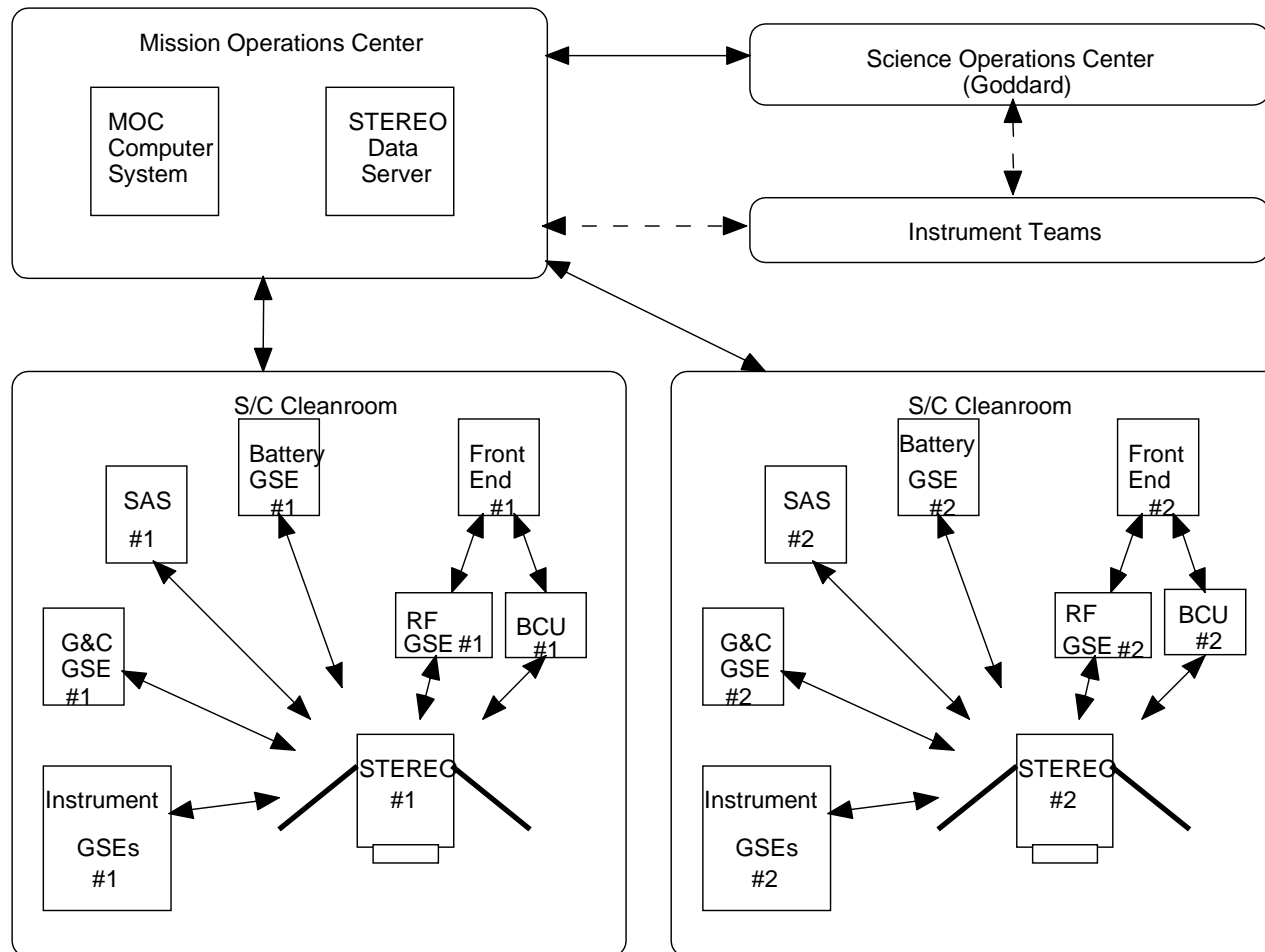 Mission Operations Center
MOC
Computer
System
STEREO
Data
Server
Science Operations Center
(Goddard)
Instrument Teams
S/C Cleanroom
Battery
GSE
#1
Front
End
#1
SAS
#1
RF
GSE #1
BCU
#1
G&C
GSE
#1
STEREO
#1
Instrument
GSEs
#1
S/C Cleanroom
Battery
GSE
#2
Front
End
#2
SAS
#2
RF
GSE #2
BCU
#2
G&C
GSE
#2
STEREO
#2
Instrument
GSEs
#2